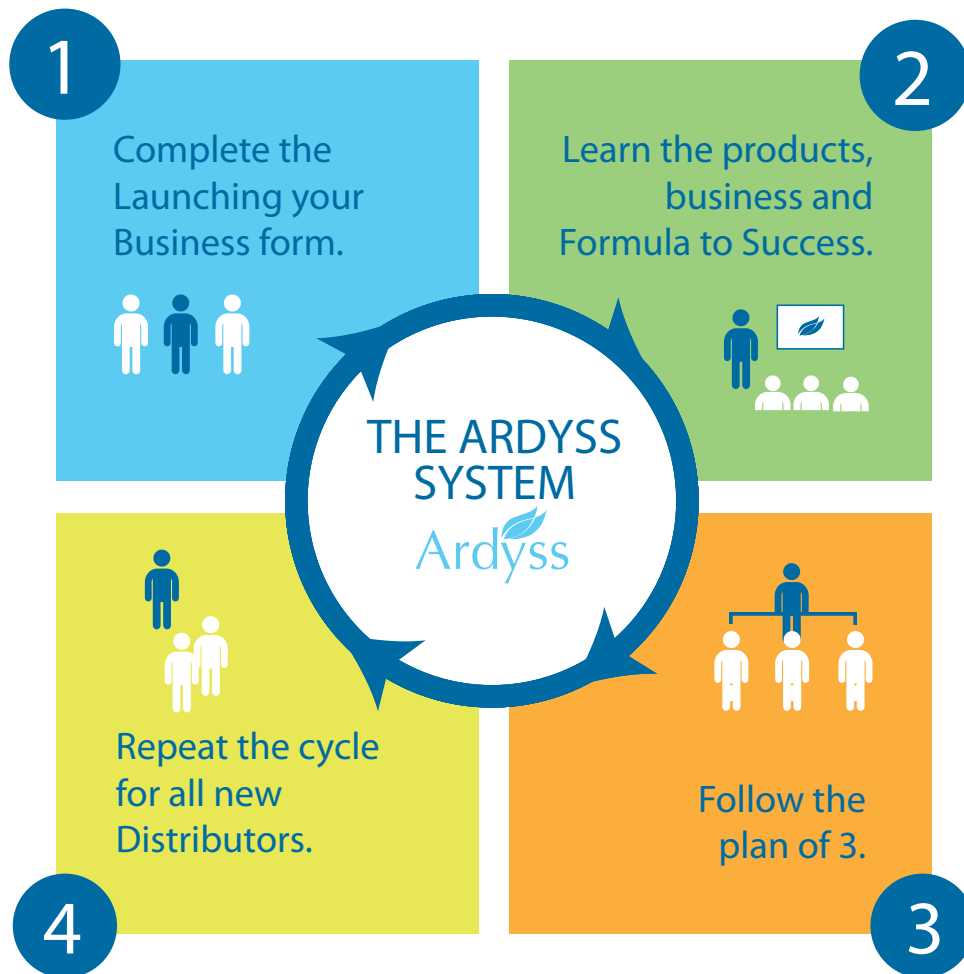 1
Complete the
Launching your
Business form.
2
Learn the products,
business and
Formula to Success.
THE ARDYSS
SYSTEM
Ardyss
3
Follow the
plan of 3.
4
Repeat the cycle
for all new
Distributors.